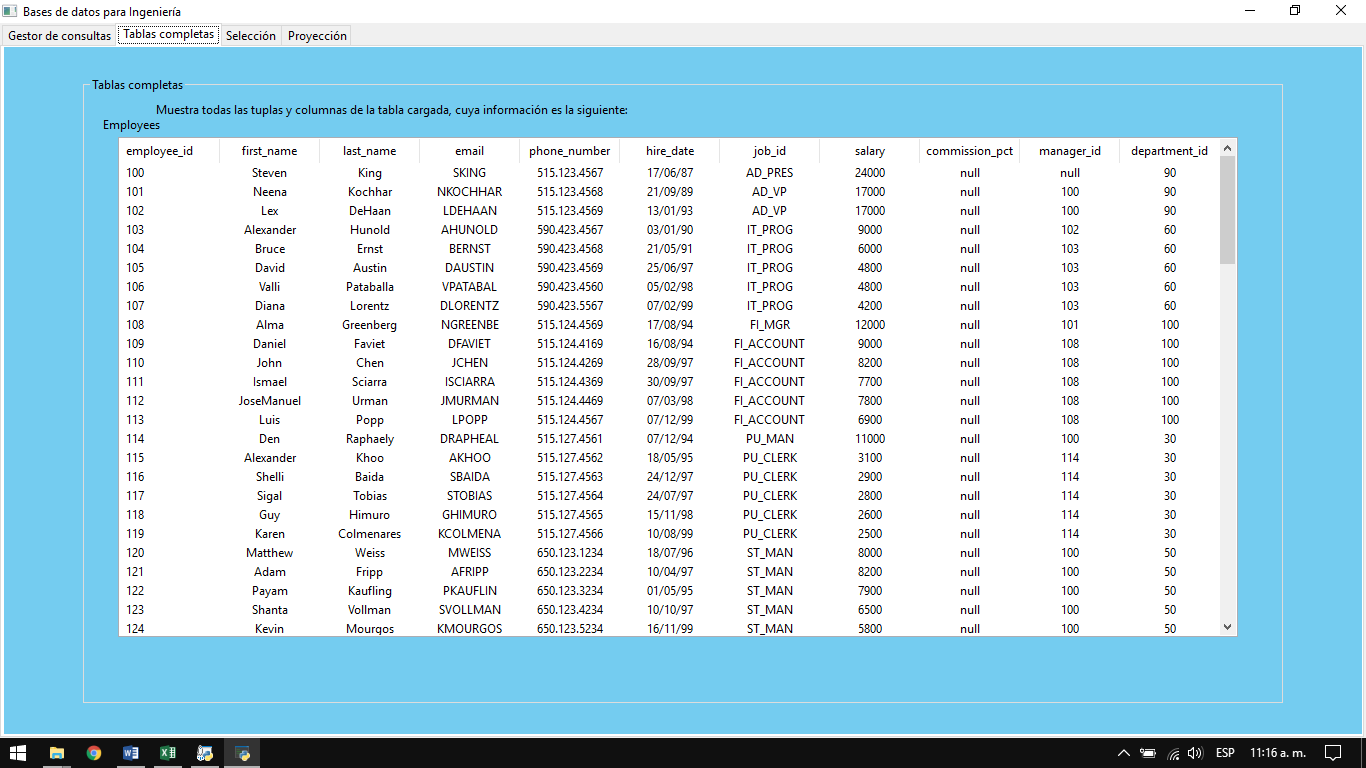 Bases de datos para Ingeniería
Gestor de consultas Tablas completas Selección Proyección
Tablas completas
Muestra todas las tuplas y columnas de la tabla cargada, cuya información es la siguiente:
Employees
employee_id first_name last_name email phone_number hire_date job_id salary commission_pct manager_id department_id
100 Steven King SKING 515.123.4567 17/06/87 AD_PRES 24000 null null 90
101 Neena Kochhar NKOCHHAR 515.123.4568 21/09/89 AD_VP 17000 null 100 90
102 Lex DeHaan LDEHAAN 515.123.4569 13/01/93 AD_VP 17000 null 100 90
103 Alexander Hunold AHUNOLD 590.423.4567 03/01/90 IT_PROG 9000 null 102 60
104 Bruce Ernst BERNST 590.423.4568 21/05/91 IT_PROG 6000 null 103 60
105 David Austin DAUSTIN 590.423.4569 25/06/97 IT_PROG 4800 null 103 60
106 Valli Pataballa VPATABAL 590.423.4560 05/02/98 IT_PROG 4800 null 103 60
107 Diana Lorentz DLORENTZ 590.423.5567 07/02/99 IT_PROG 4200 null 103 60
108 Alma Greenberg NGREENBE 515.124.4569 17/08/94 FI_MGR 12000 null 101 100
109 Daniel Faviet DFAVIET 515.124.4169 16/08/94 FI_ACCOUNT 9000 null 108 100
110 John Chen JCHEN 515.124.4269 28/09/97 FI_ACCOUNT 8200 null 108 100
111 Ismael Sciarra ISCIARRA 515.124.4369 30/09/97 FI_ACCOUNT 7700 null 108 100
112 JoseManuel Urman JMURMAN 515.124.4469 07/03/98 FI_ACCOUNT 7800 null 108 100
113 Luis Popp LPOPP 515.124.4567 07/12/99 FI_ACCOUNT 6900 null 108 100
114 Den Raphaely DRAPHEAL 515.127.4561 07/12/94 PU_MAN 11000 null 100 30
115 Alexander Khoo AKHOO 515.127.4562 18/05/95 PU_CLERK 3100 null 114 30
116 Shelli Baida SBAIDA 515.127.4563 24/12/97 PU_CLERK 2900 null 114 30
117 Sigal Tobias STOBIAS 515.127.4564 24/07/97 PU_CLERK 2800 null 114 30
118 Guy Himuro GHIMURO 515.127.4565 15/11/98 PU_CLERK 2600 null 114 30
119 Karen Colmenares KCOLMENA 515.127.4566 10/08/99 PU_CLERK 2500 null 114 30
120 Matthew Weiss MWEISS 650.123.1234 18/07/96 ST_MAN 8000 null 100 50
121 Adam Fripp AFRIPP 650.123.2234 10/04/97 ST_MAN 8200 null 100 50
122 Payam Kaufling PKAUFLIN 650.123.3234 01/05/95 ST_MAN 7900 null 100 50
123 Shanta Vollman SVOLLMAN 650.123.4234 10/10/97 ST_MAN 6500 null 100 50
124 Kevin Mourgos KMOURGOS 650.123.5234 16/11/99 ST_MAN 5800 null 100 50
ESP 11:16 a. m.